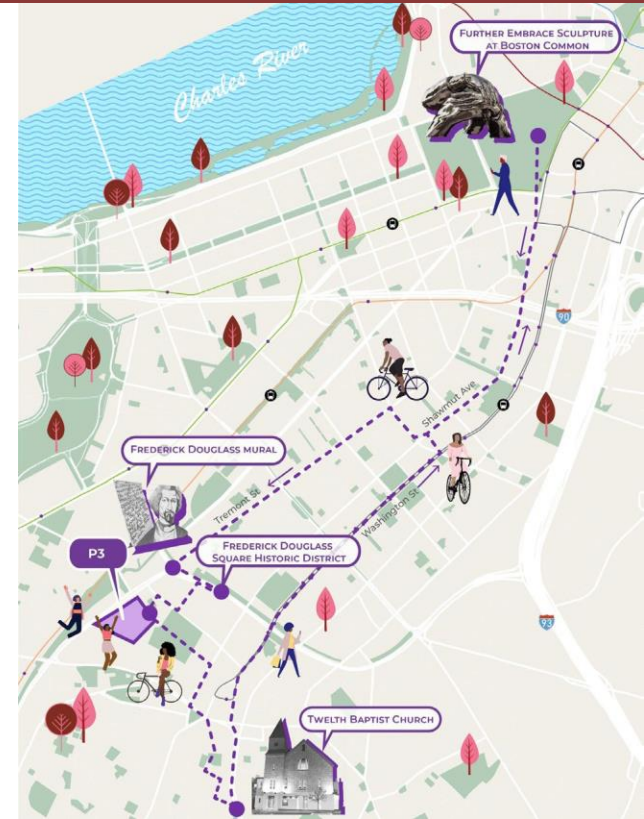 FURTHER EMBRACE SCULPTURE
AT BOSTON COMMON
Charles River
90
Shawmut Ave
FREDERICK DOUGLASS MURAL
Tremont St
Washington St
P3
FREDERICK DOUGLASS
SQUARE HISTORIC DISTRICT
93
TWELTH BAPTIST CHURCH